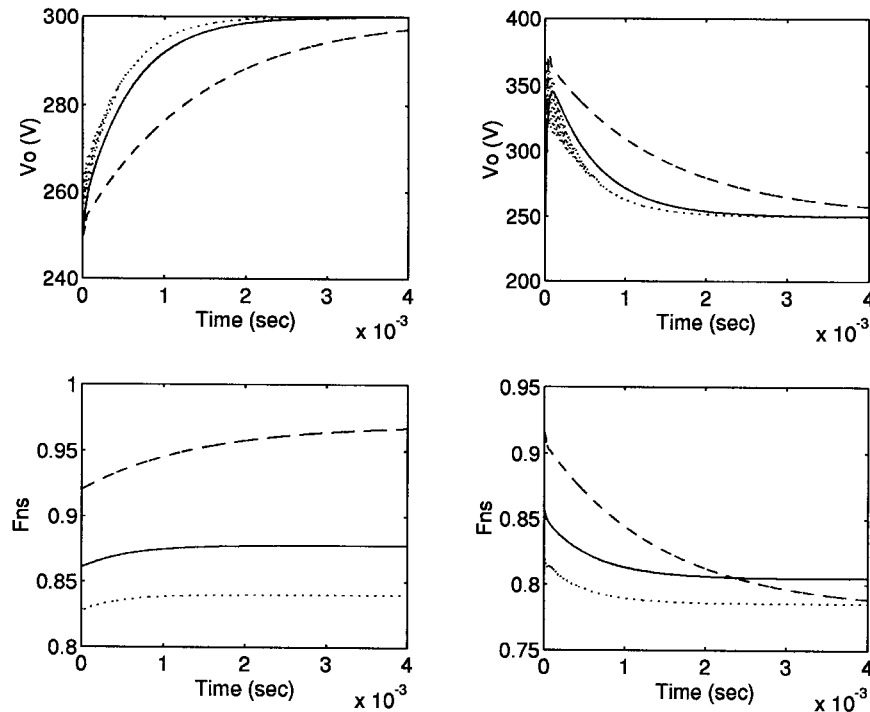 300
280
260
240
Vo (V)
0 1 2 3 4
Time (sec)
x 10-3
400
350
300
250
200
Vo (V)
0 1 2 3 4
Time (sec)
x 10-3
1
0.95
0.9
0.85
0.8
Fns
0 1 2 3 4
Time (sec)
x 10-3
0.95
0.9
0.85
0.8
0.75
Fns
0 1 2 3 4
Time (sec)
x 10-3